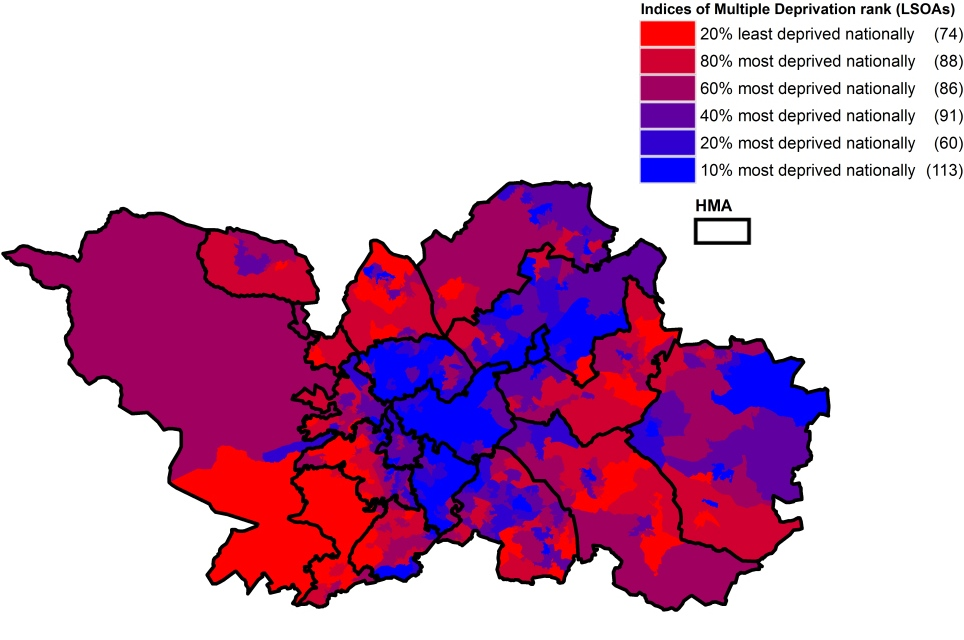 Indices of Multiple Deprivation rank (LSOAs)
20% least deprived nationally (74)
80% most deprived nationally (88)
60% most deprived nationally (86)
40% most deprived nationally (91)
20% most deprived nationally (60)
10% most deprived nationally (113)
HMA